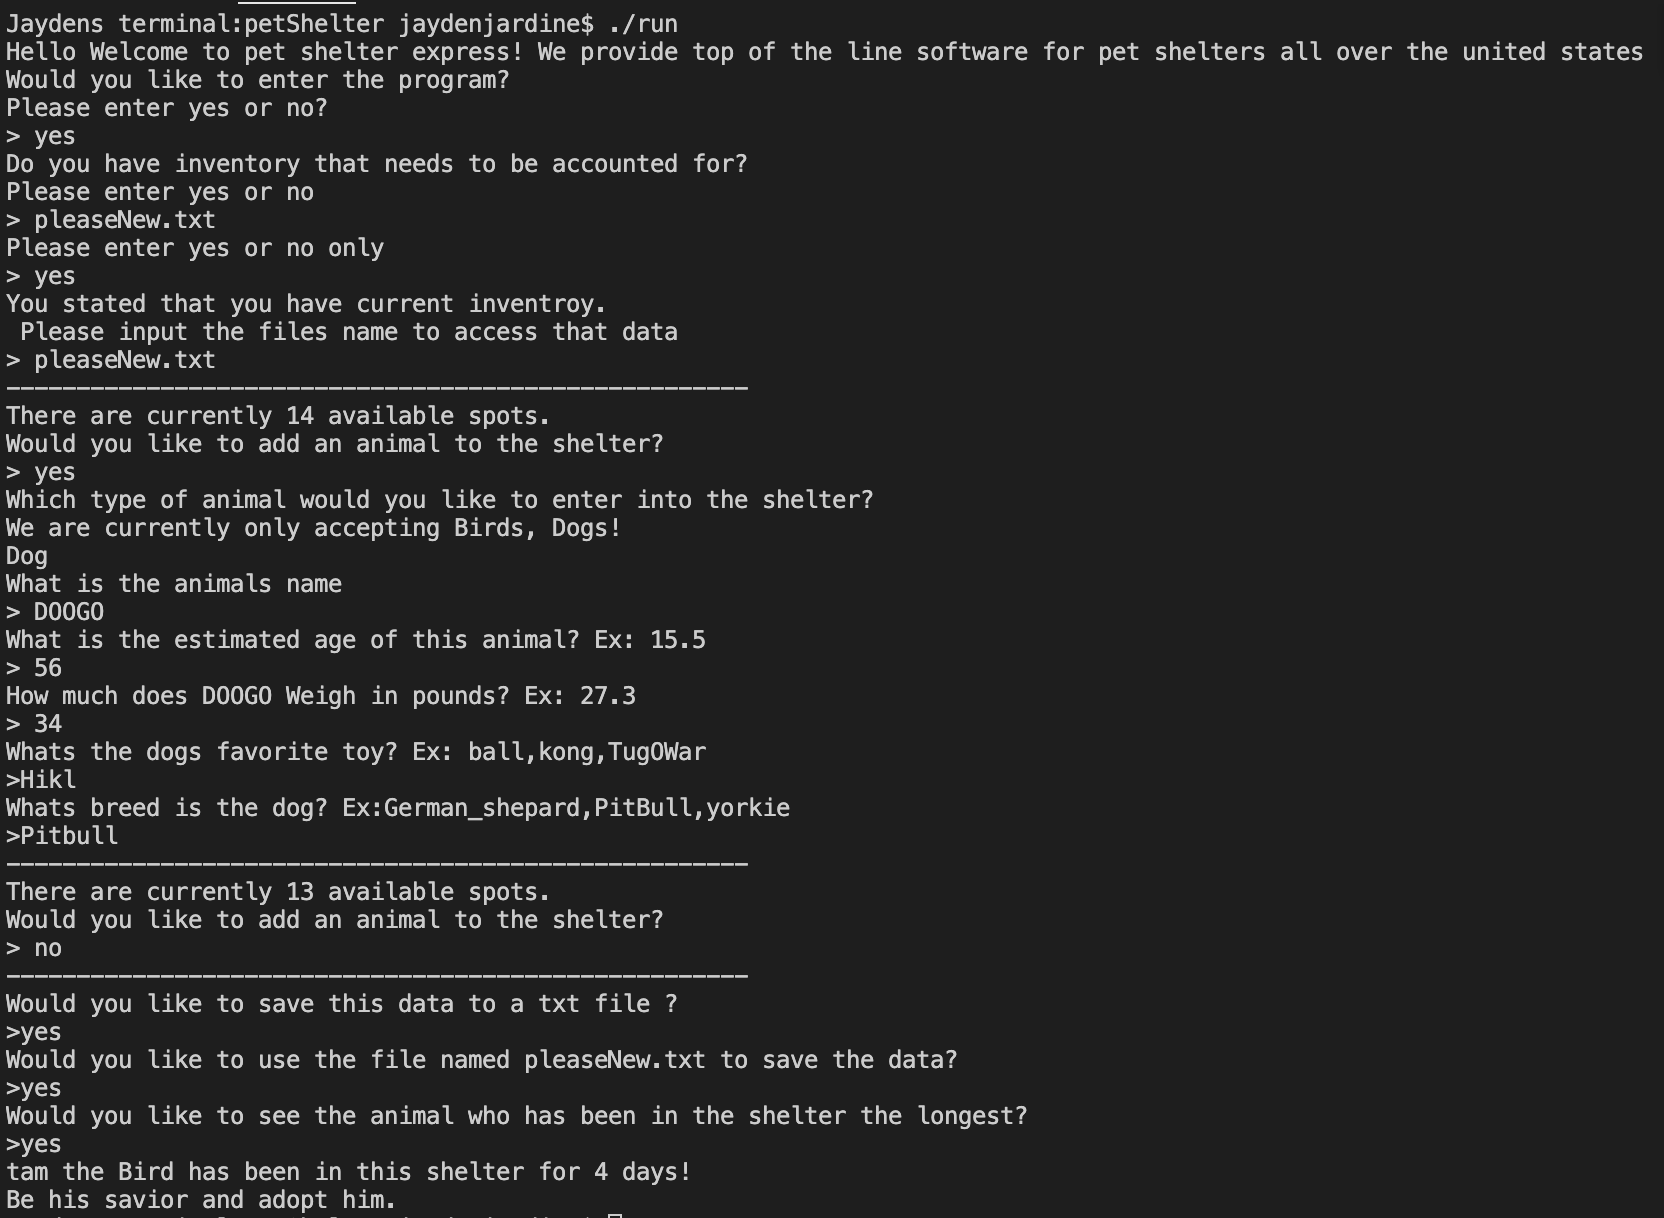 Jaydens terminal:petShelter jaydenjardine$ ./run
Hello Welcome to pet shelter express! We provide top of the line software for pet shelters all over the united states
Would you like to enter the program?
Please enter yes or no?
> yes
Do you have inventory that needs to be accounted for?
Please enter yes or no
> pleaseNew.txt
Please enter yes or no only
> yes
You stated that you have current inventroy.
 Please input the files name to access that data
> pleaseNew.txt
-----------------------------------------------------
There are currently 14 available spots.
Would you like to add an animal to the shelter?
> yes
Which type of animal would you like to enter into the shelter?
We are currently only accepting Birds, Dogs!
Dog
What is the animals name
> DOOGO
What is the estimated age of this animal? Ex: 15.5
> 56
How much does DOOGO Weigh in pounds? Ex: 27.3
> 34
Whats the dogs favorite toy? Ex: ball,kong,TugOWar
>Hikl
Whats breed is the dog? Ex:German_shepard,PitBull,yorkie
>Pitbull
-----------------------------------------------------
There are currently 13 available spots.
Would you like to add an animal to the shelter?
> no
-----------------------------------------------------
Would you like to save this data to a txt file ?
>yes
Would you like to use the file named pleaseNew.txt to save the data?
>yes
Would you like to see the animal who has been in the shelter the longest?
>yes
tam the Bird has been in this shelter for 4 days!
Be his savior and adopt him.